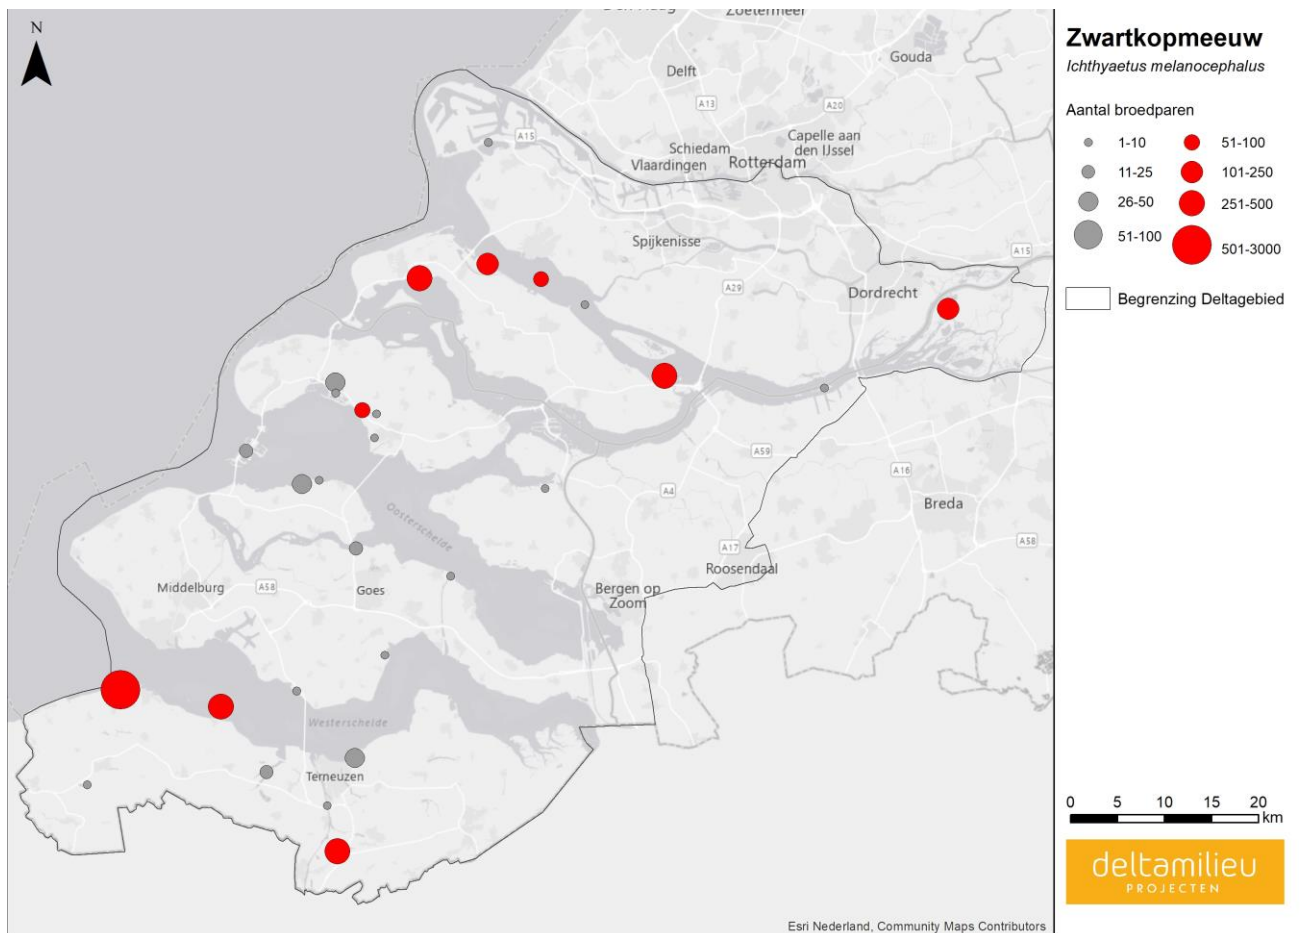 N
Den Haag
Zoetermeer
Gouda
Delft
A13
A20
A15
Schiedam
Capelle aan
den IJssel
Vlaardingen
Rotterdam
Spijkenisse
A15
A29
Dordrecht
A59
A16
A4
Breda
Oosterschelde
A58
A17
Roosendaal
Middelburg
A58
Goes
Bergen op
Zoom
Westerschelde
Terneuzen
Esri Nederland, Community Maps Contributors
Zwartkopmeeuw
Ichthyaetus melanocephalus
Aantal broedparen
1-10 51-100
11-25 101-250
26-50 251-500
51-100 501-3000
Begrenzing Deltagebied
0 5 10 15 20
km
deltamilieu
PROJECTEN